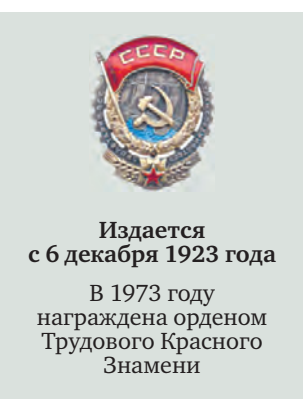 СССР
Издается
с 6 декабря 1923 года
В 1973 году
награждена орденом
Трудового Красного
Знамени